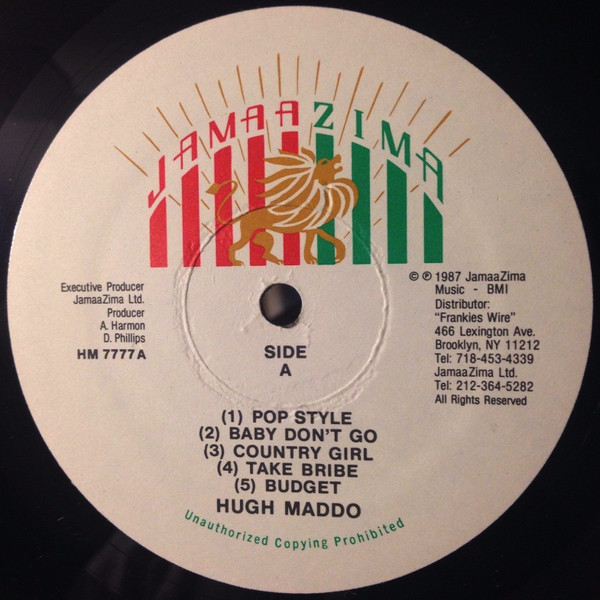 JAMAAZIMA
Executive Producer
JamaaZima Ltd.
Producer
A. Harmon
D. Phillips
HM 7777A
© ℗ 1987 JamaaZima
Music - BMI
Distributor:
"Frankies Wire"
466 Lexington Ave.
Brooklyn, NY 11212
Tel: 718-453-4339
JamaaZima Ltd.
Tel: 212-364-5282
All Rights Reserved
SIDE
A
(1) POP STYLE
(2) BABY DON'T GO
(3) COUNTRY GIRL
(4) TAKE BRIBE
(5) BUDGET
HUGH MADDO
Unauthorized Copying Prohibited